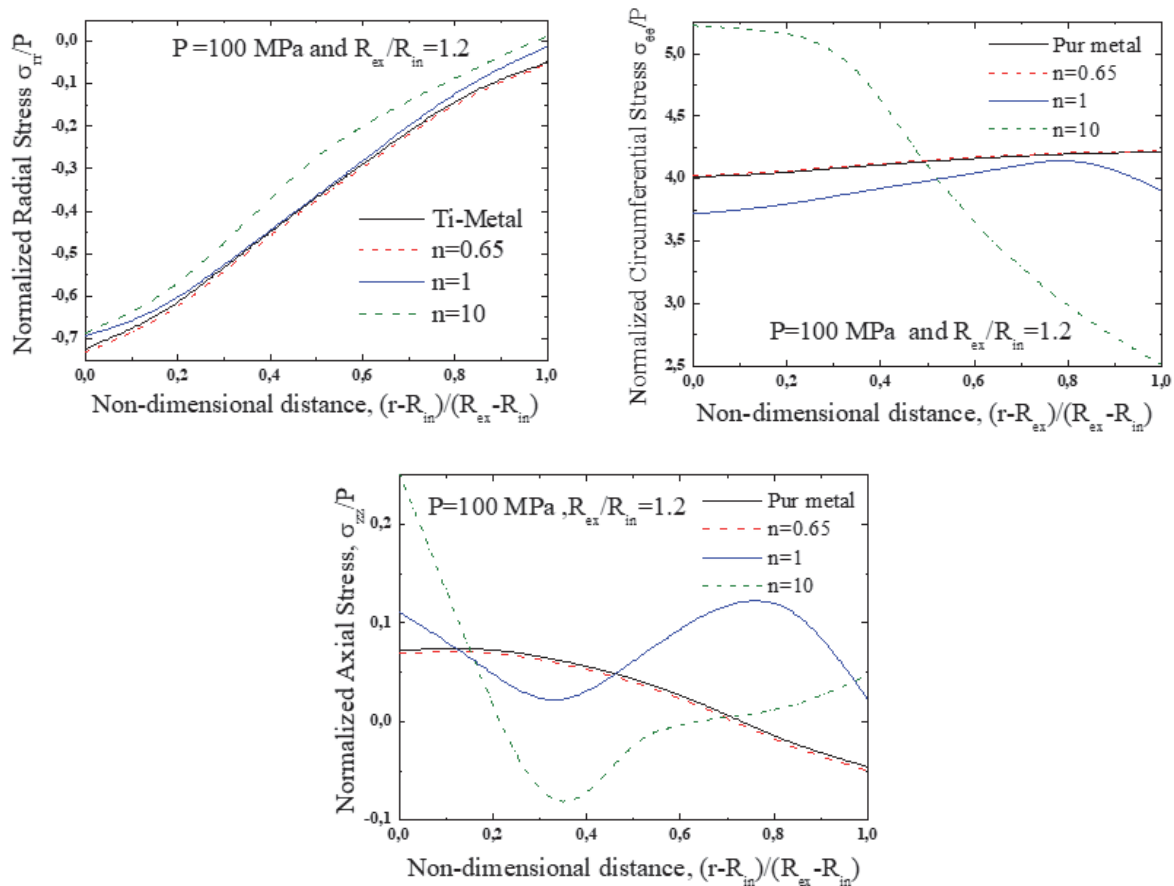 P =100 MPa and R_ex/R_in=1.2
Normalized Radial Stress σ_rr/P
0,0
-0,1
-0,2
-0,3
-0,4
-0,5
-0,6
-0,7
Ti-Metal
n=0.65
n=1
n=10
0,0 0,2 0,4 0,6 0,8 1,0
Non-dimensional distance, (r-R_in)/(R_ex-R_in)
Normalized Circumferential Stress σ_θθ/P
5,0
4,5
4,0
3,5
3,0
2,5
Pur metal
n=0.65
n=1
n=10
P=100 MPa and R_ex/R_in=1.2
0,0 0,2 0,4 0,6 0,8 1,0
Non-dimensional distance, (r-R_ex)/(R_ex-R_in)
Normalized Axial Stress, σ_ZZ/P
0,2
0,1
0,0
-0,1
P=100 MPa ,R_ex/R_in=1.2
Pur metal
n=0.65
n=1
n=10
0,0 0,2 0,4 0,6 0,8 1,0
Non-dimensional distance, (r-R_in)/(R_ex-R_in)